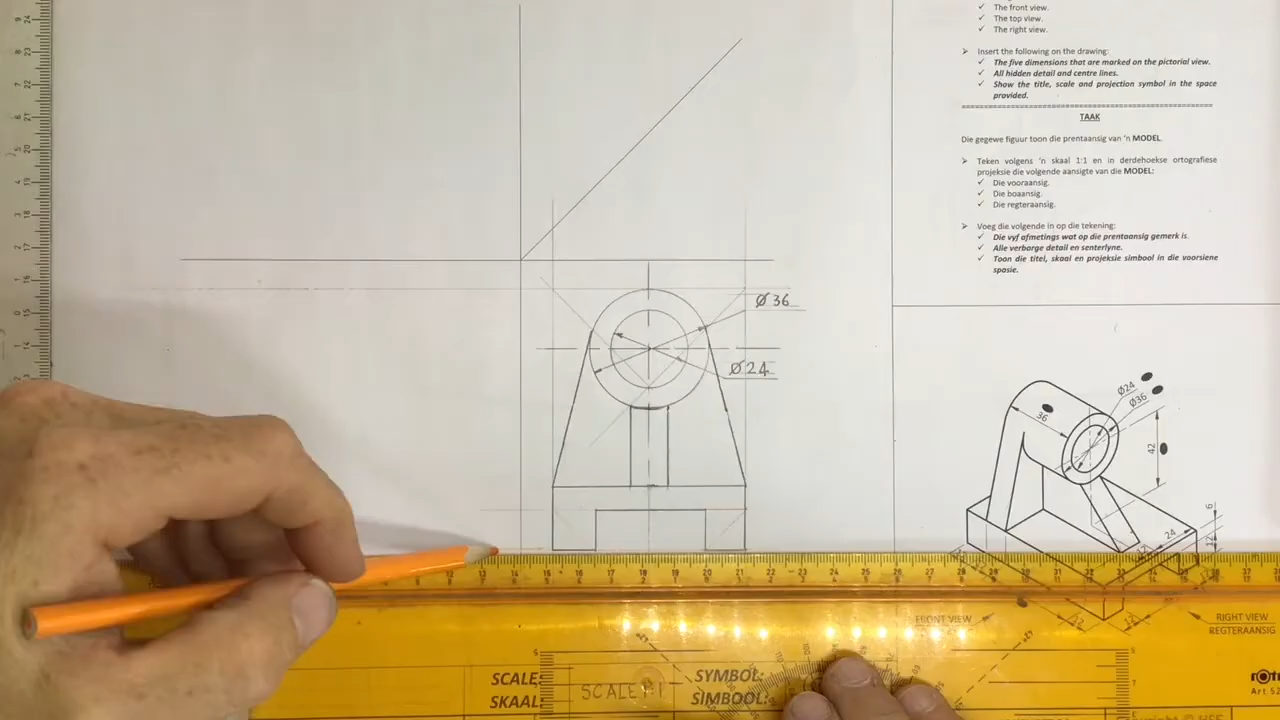 ✓ The front view.
✓ The top view.
✓ The right view.
➢ Insert the following on the drawing:
✓ The five dimensions that are marked on the pictorial view.
✓ All hidden detail and centre lines.
✓ Show the title, scale and projection symbol in the space
provided.
TAAK
Die gegewe figuur toon die prentaansig van 'n MODEL.
➢ Teken volgens 'n skaal 1:1 en in derdehoekse ortografiese
projeksie die volgende aansigte van die MODEL:
✓ Die vooraansig.
✓ Die boaansig.
✓ Die regteraansig.
➢ Voeg die volgende in op die tekening:
✓ Die vyf afmetings wat op die prentaansig gemerk is.
✓ Alle verborge detail en senterlyne.
✓ Toon die titel, skaal en projeksie simbool in die voorsiene
spasie.
Ø 36
Ø 24
Ø24
Ø36
36
42
6
12
24
FRONT VIEW
RIGHT VIEW
REGTERAANSIG
SCALE:
SKAAL:
SCALE 1:1
SYMBOL:
SIMBOOL: